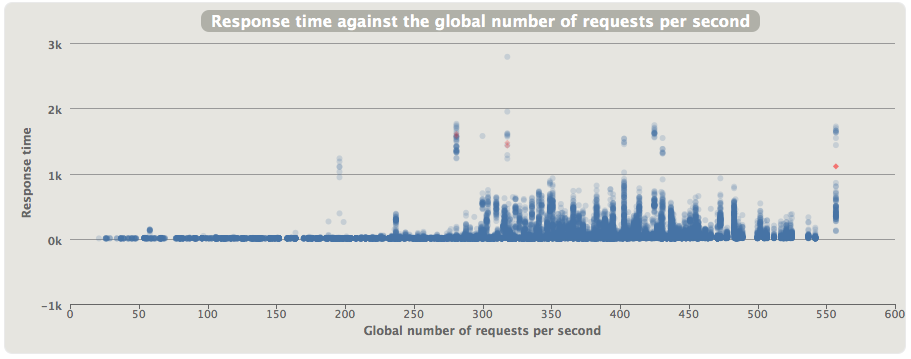 Response time against the global number of requests per second
3k
2k
1k
0k
−1k
Response time
0 50 100 150 200 250 300 350 400 450 500 550 600
Global number of requests per second